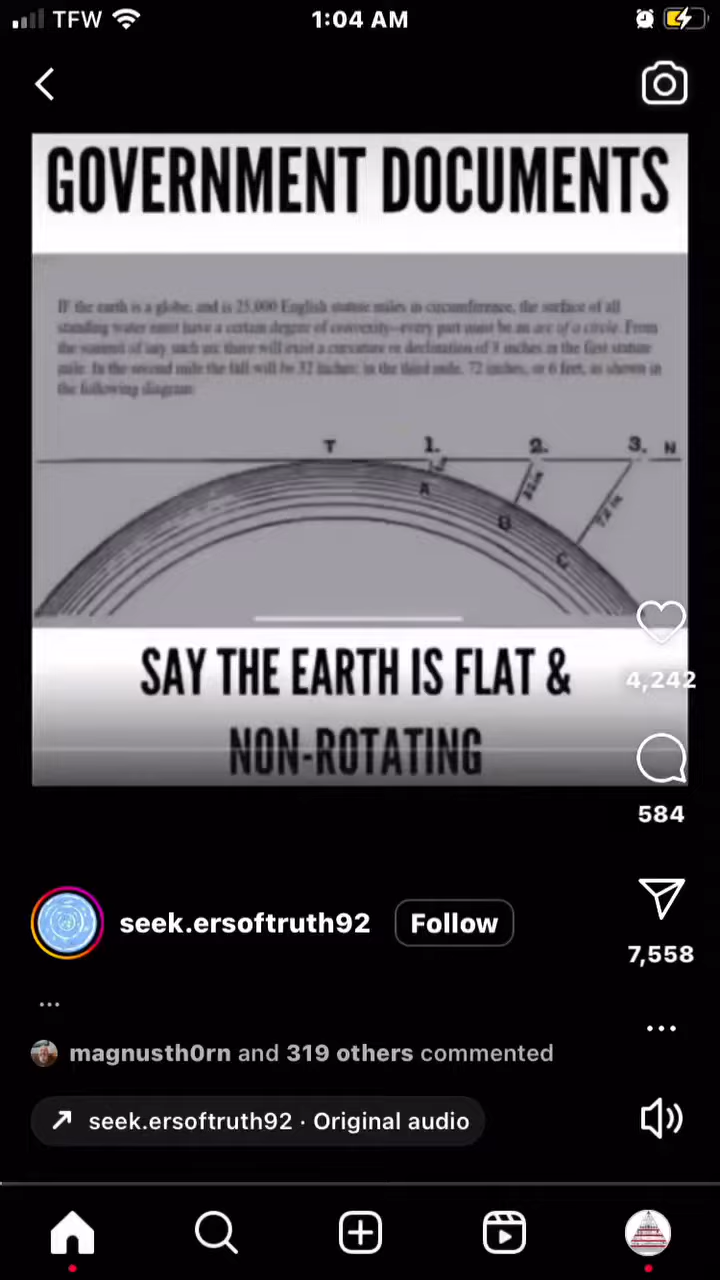 TFW
1:04 AM
GOVERNMENT DOCUMENTS
IF the earth is a globe, and is 25,000 English statute miles in circumference, the surface of all
standing water must have a certain degree of convexity--every part must be an arc of a circle. From
the summit of any such arc there will exist a curvature or declination of 8 inches in the first statute
mile. In the second mile the fall will be 32 inches; in the third mile, 72 inches, or 6 feet, as shown in
the following diagram:
T 1. 2. 3. N
A
32 in
B
72 in
C
SAY THE EARTH IS FLAT &
NON-ROTATING
4,242
584
seek.ersoftruth92
Follow
7,558
...
magnusth0rn and 319 others commented
seek.ersoftruth92 · Original audio